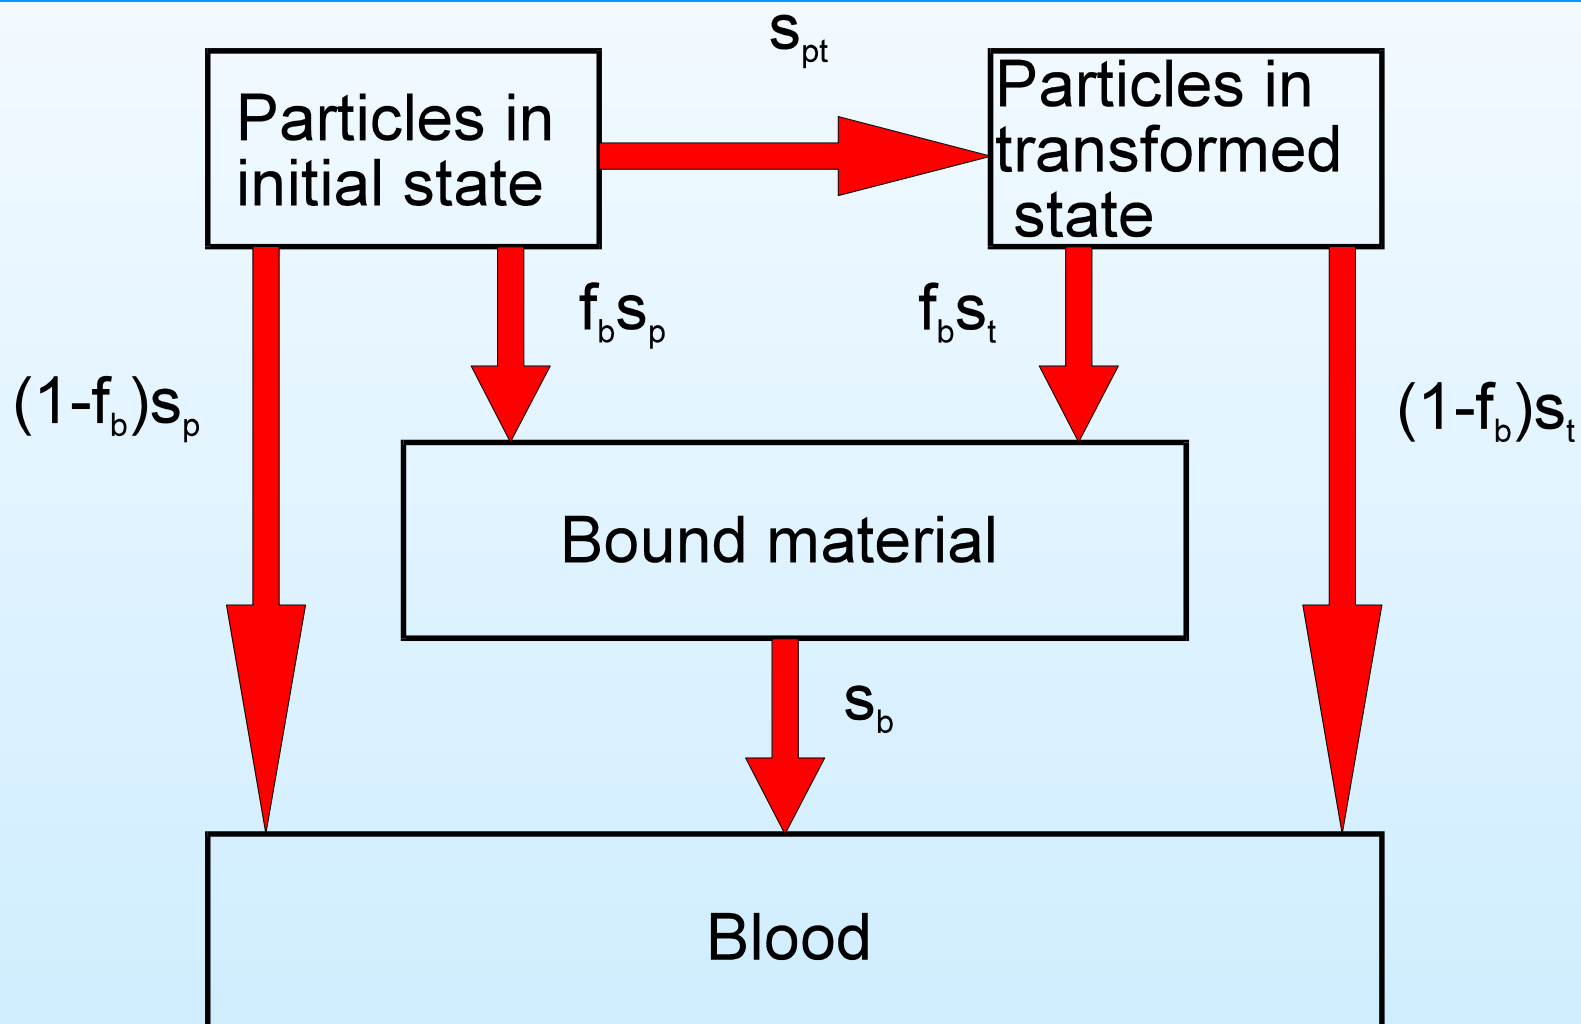 s_pt
Particles in
initial state
Particles in
transformed
state
f_b s_p
f_b s_t
(1-f_b)s_p
(1-f_b)s_t
Bound material
s_b
Blood